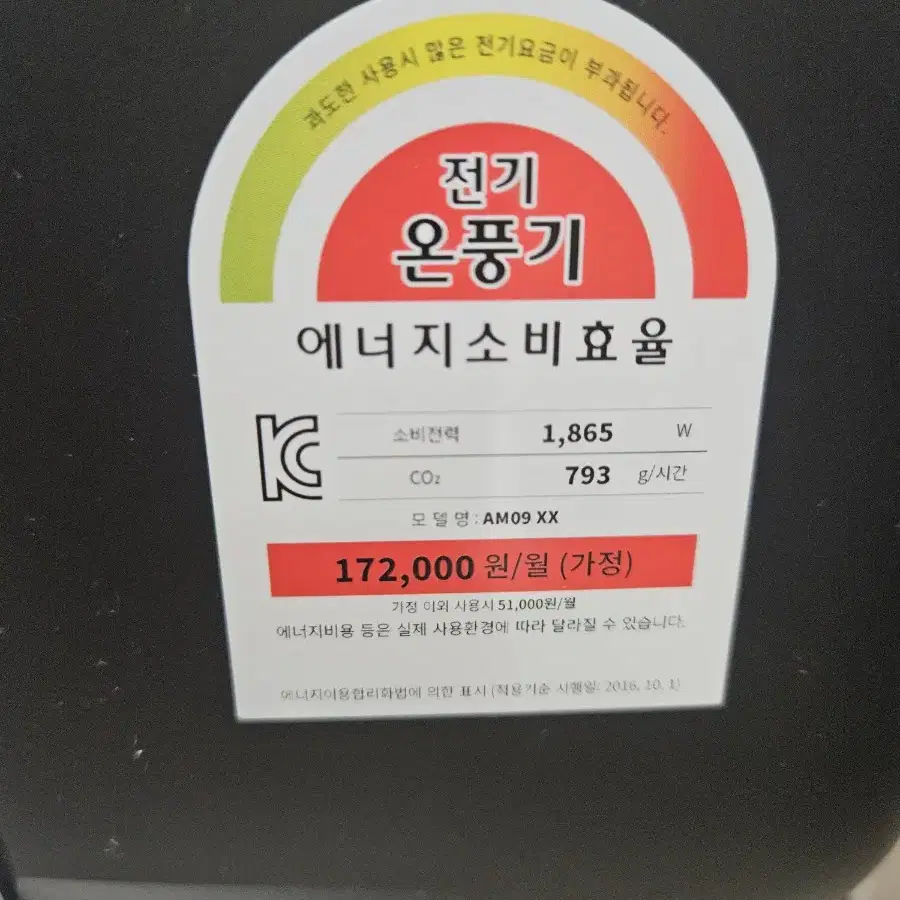 과도한 사용시 많은 전기요금이 부과됩니다.
전기
온풍기
에너지소비효율
소비전력 1,865 W
CO₂ 793 g/시간
모델명 : AM09 XX
172,000 원/월 (가정)
가정 이외 사용시 51,000원/월
에너지비용 등은 실제 사용환경에 따라 달라질 수 있습니다.
에너지이용합리화법에 의한 표시 (적용기준 시행일: 2016. 10. 1)